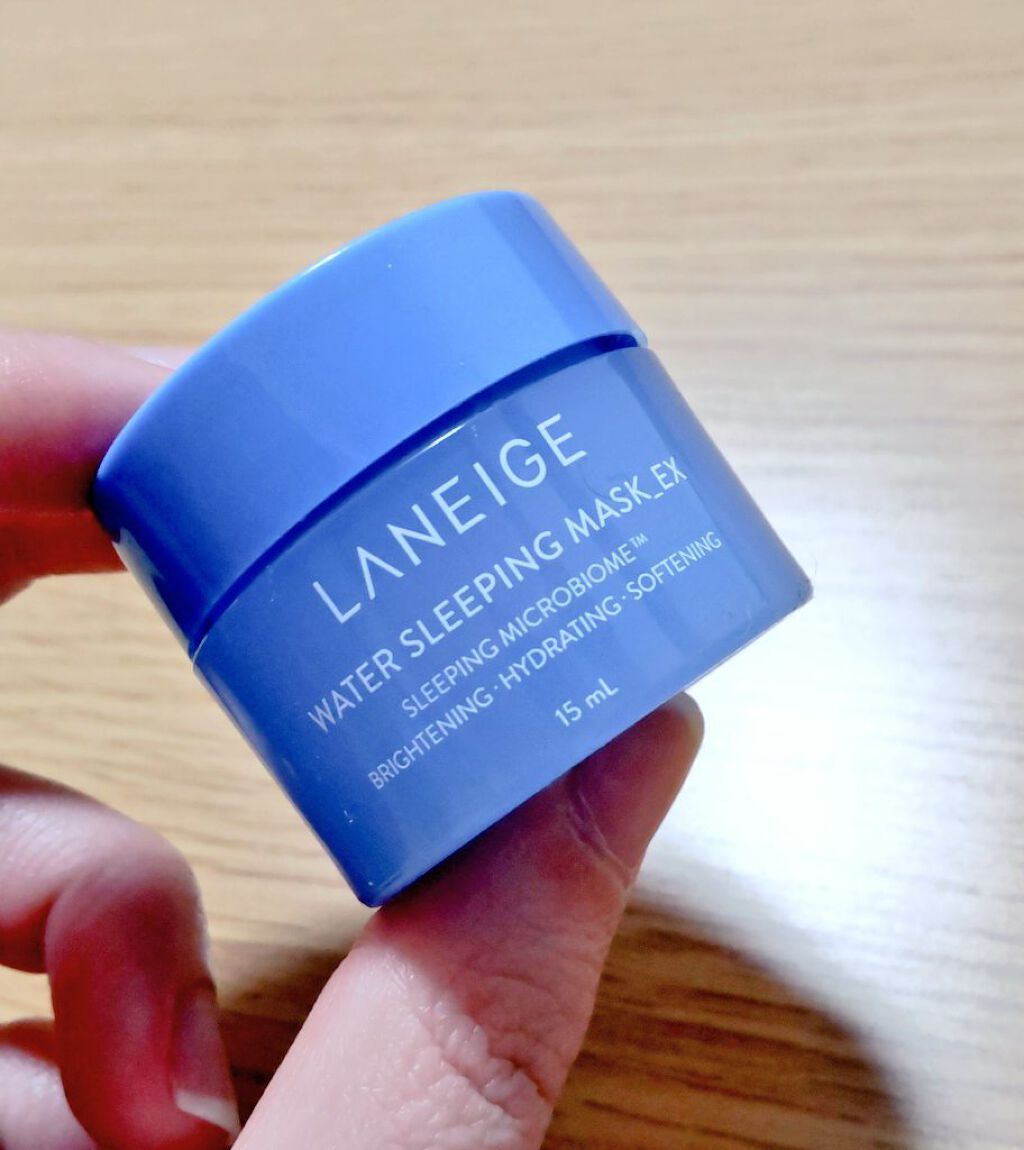 LANEIGE
WATER SLEEPING MASK_EX
SLEEPING MICROBIOME™
BRIGHTENING · HYDRATING · SOFTENING
15 mL